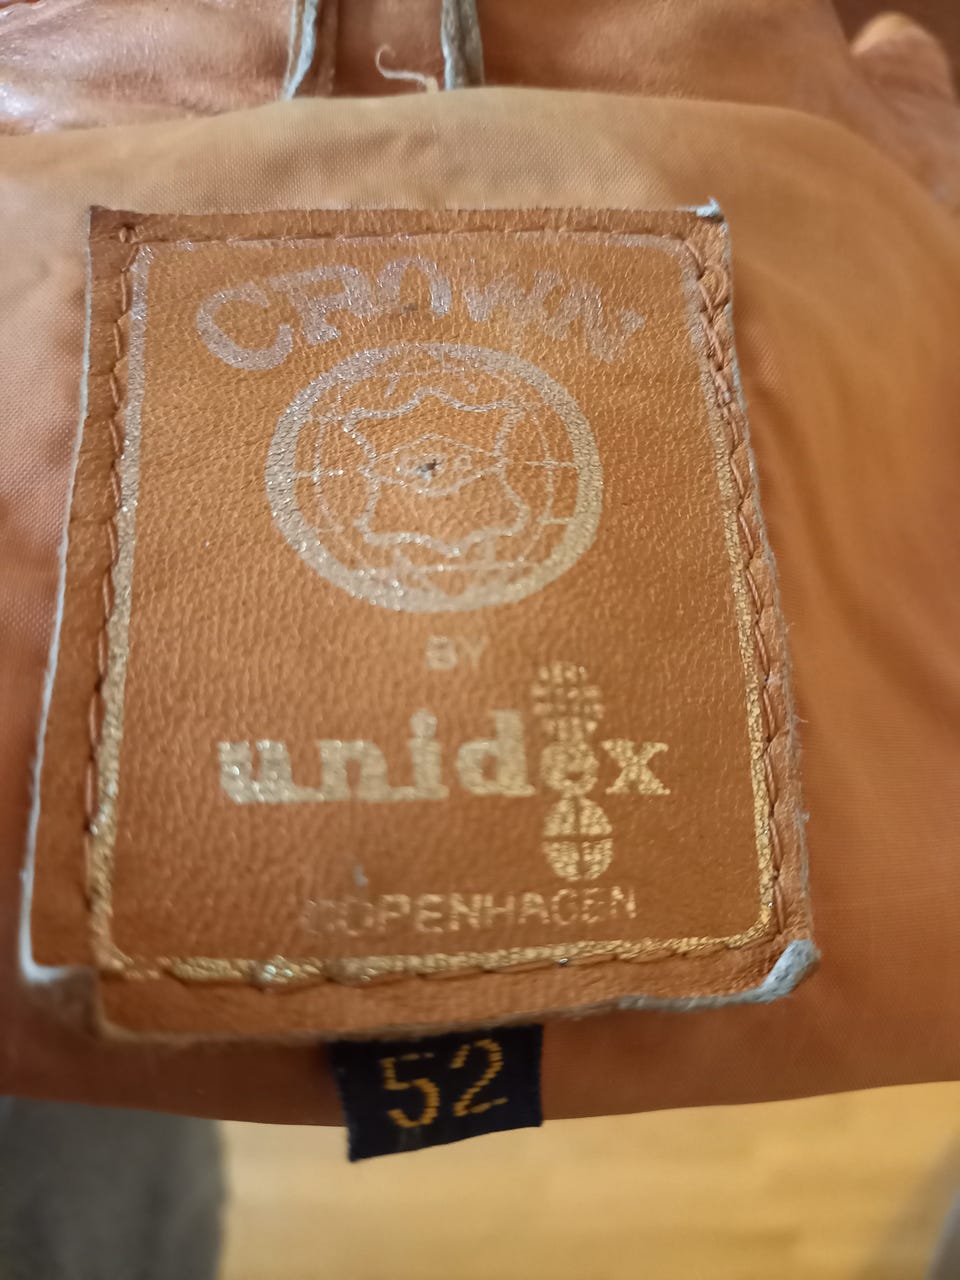 CROWN
BY
unidex
COPENHAGEN
52